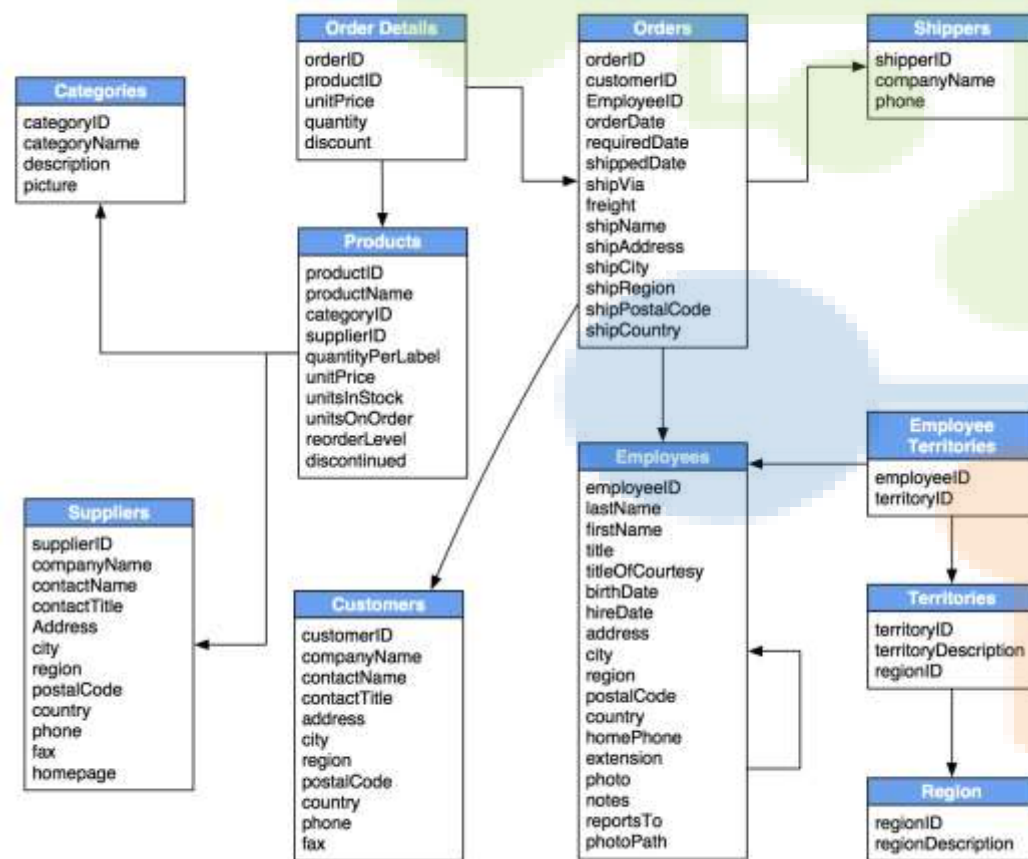 Categories
categoryID
categoryName
description
picture
Order Details
orderID
productID
unitPrice
quantity
discount
Products
productID
productName
categoryID
supplierID
quantityPerLabel
unitPrice
unitsInStock
unitsOnOrder
reorderLevel
discontinued
Suppliers
supplierID
companyName
contactName
contactTitle
Address
city
region
postalCode
country
phone
fax
homepage
Customers
customerID
companyName
contactName
contactTitle
address
city
region
postalCode
country
phone
fax
Orders
orderID
customerID
EmployeeID
orderDate
requiredDate
shippedDate
shipVia
freight
shipName
shipAddress
shipCity
shipRegion
shipPostalCode
shipCountry
Employees
employeeID
lastName
firstName
title
titleOfCourtesy
birthDate
hireDate
address
city
region
postalCode
country
homePhone
extension
photo
notes
reportsTo
photoPath
Shippers
shipperID
companyName
phone
Employee
Territories
employeeID
territoryID
Territories
territoryID
territoryDescription
regionID
Region
regionID
regionDescription